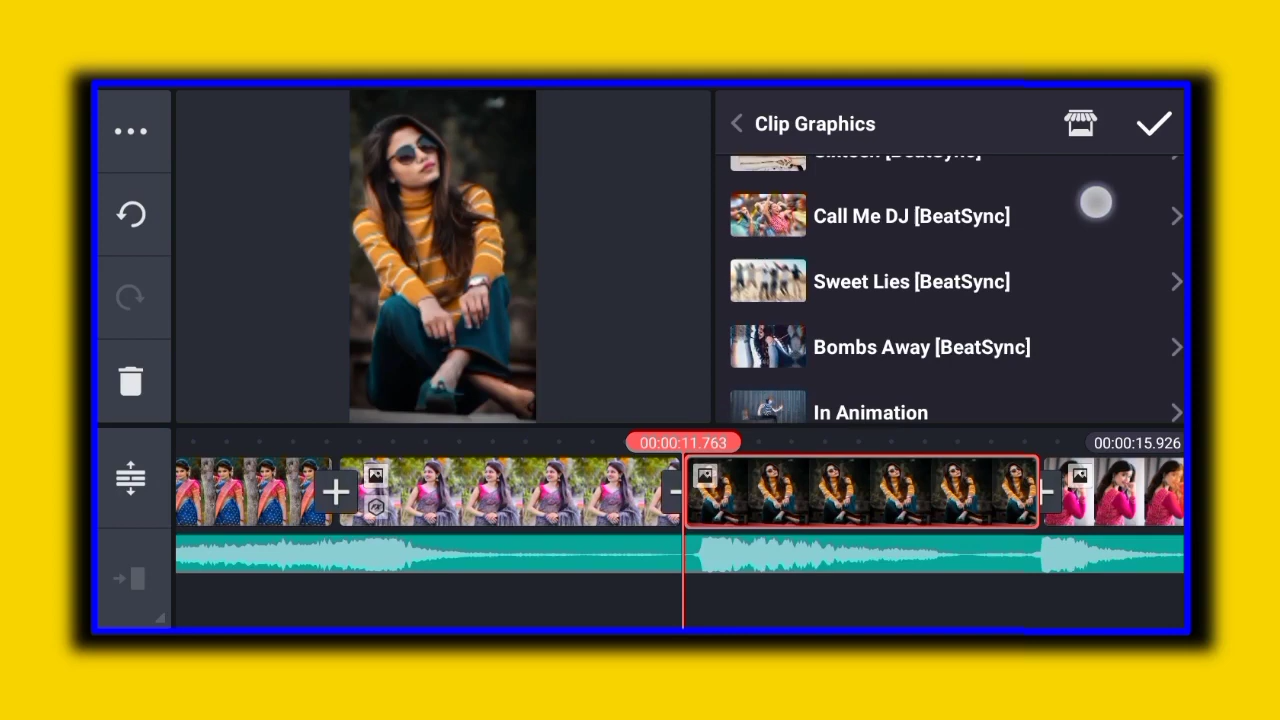 Clip Graphics
Call Me DJ [BeatSync]
Sweet Lies [BeatSync]
Bombs Away [BeatSync]
In Animation
00:00:11.763
00:00:15.926